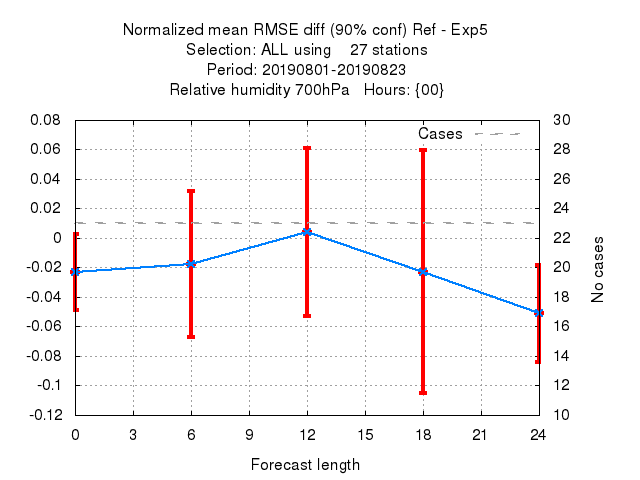 Normalized mean RMSE diff (90% conf) Ref - Exp5
Selection: ALL using    27 stations
Period: 20190801-20190823
Relative humidity 700hPa   Hours: {00}
Cases
0.08
0.06
0.04
0.02
0
-0.02
-0.04
-0.06
-0.08
-0.1
-0.12
30
28
26
24
22
20
18
16
14
12
10
No cases
0 3 6 9 12 15 18 21 24
Forecast length